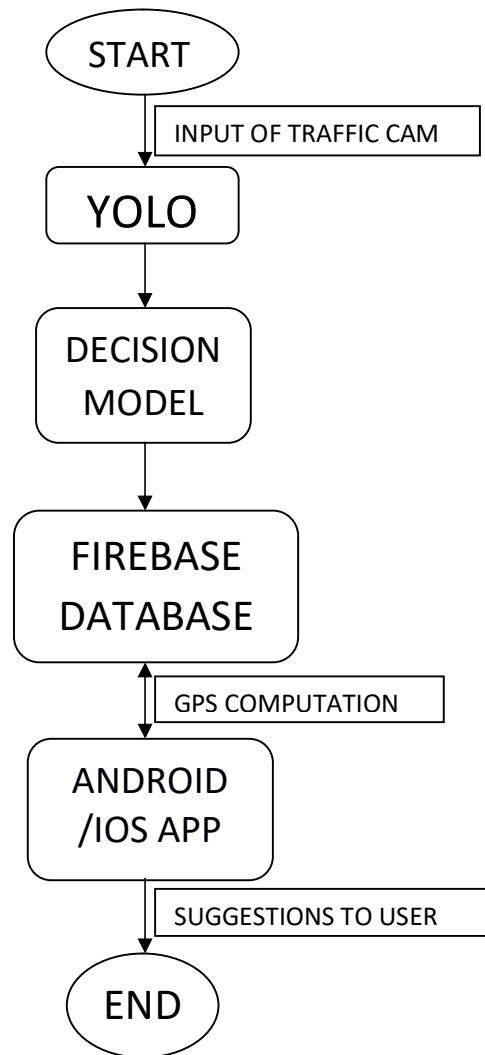 START
INPUT OF TRAFFIC CAM
YOLO
DECISION
MODEL
FIREBASE
DATABASE
GPS COMPUTATION
ANDROID
/IOS APP
SUGGESTIONS TO USER
END